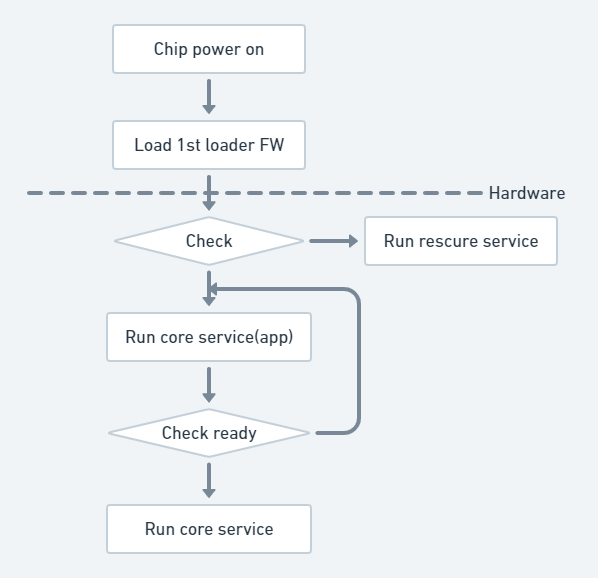 Chip power on
Load 1st loader FW
Hardware
Check
Run rescure service
Run core service(app)
Check ready
Run core service